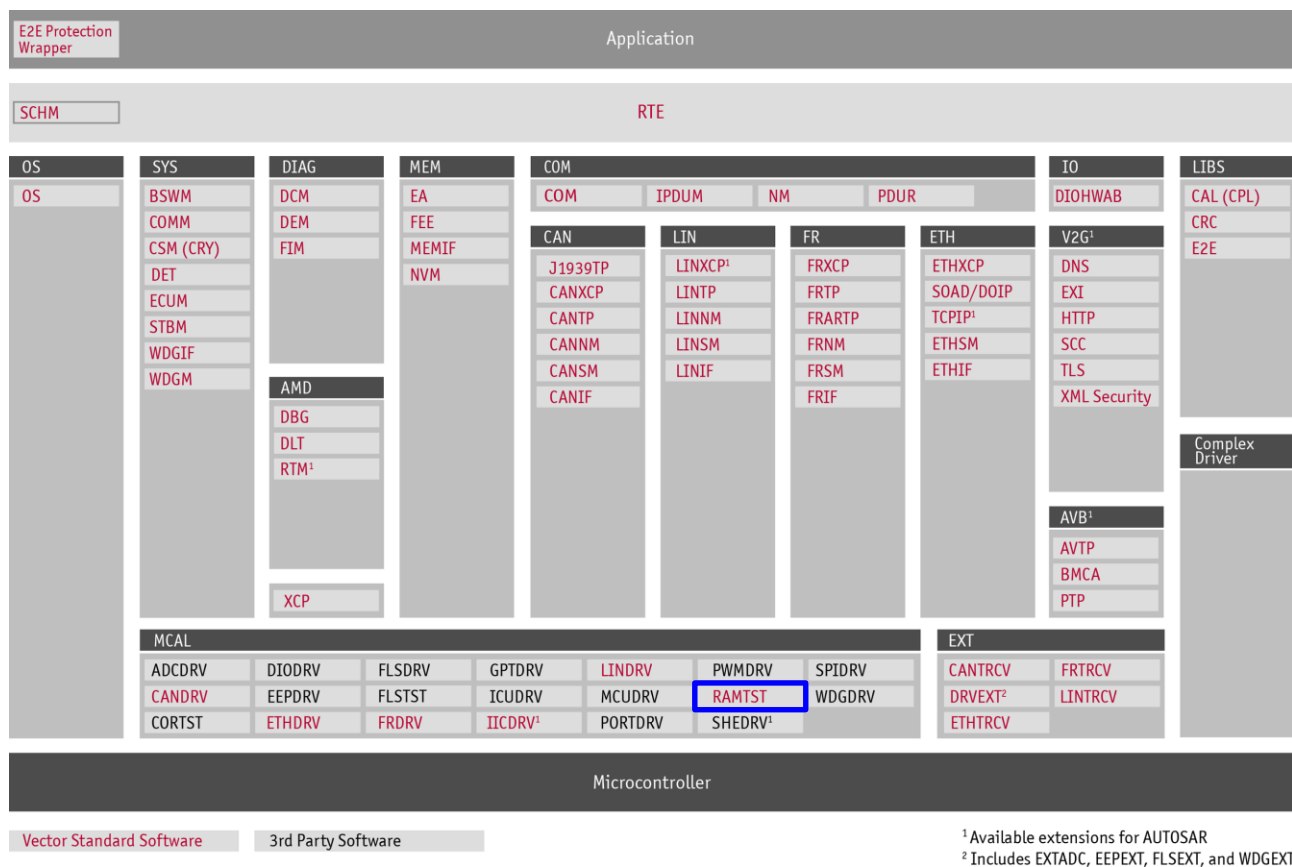 E2E Protection
Wrapper
Application
SCHM
RTE
OS
OS
SYS
BSWM
COMM
CSM (CRY)
DET
ECUM
STBM
WDGIF
WDGM
DIAG
DCM
DEM
FIM
AMD
DBG
DLT
RTM¹
XCP
MEM
EA
FEE
MEMIF
NVM
COM
COM IPDUM NM PDUR
CAN
J1939TP
CANXCP
CANTP
CANNM
CANSM
CANIF
LIN
LINXCP¹
LINTP
LINNM
LINSM
LINIF
FR
FRXCP
FRTP
FRARTP
FRNM
FRSM
FRIF
ETH
ETHXCP
SOAD/DOIP
TCPIP¹
ETHSM
ETHIF
IO
DIOHWAB
V2G¹
DNS
EXI
HTTP
SCC
TLS
XML Security
AVB¹
AVTP
BMCA
PTP
LIBS
CAL (CPL)
CRC
E2E
Complex
Driver
MCAL
ADCDRV DIODRV FLSDRV GPTDRV LINDRV PWMDRV SPIDRV
CANDRV EEPDRV FLSTST ICUDRV MCUDRV RAMTST WDGDRV
CORTST ETHDRV FRDRV IICDRV¹ PORTDRV SHEDRV¹
EXT
CANTRCV FRTRCV
DRVEXT² LINTRCV
ETHTRCV
Microcontroller
Vector Standard Software 3rd Party Software
¹ Available extensions for AUTOSAR
² Includes EXTADC, EEPEXT, FLSEXT, and WDGEXT